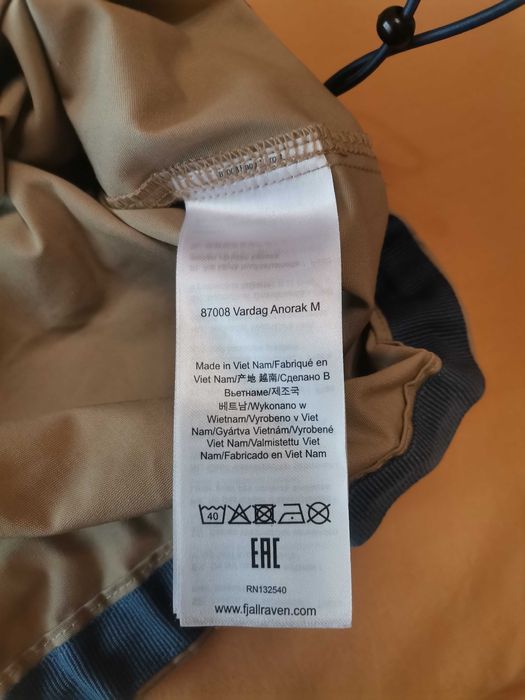 87008 Vardag Anorak M
Made in Viet Nam/Fabriqué en
Viet Nam/产地 越南/Сделано В
Вьетнаме/제조국
베트남/Wykonano w
Wietnam/Vyrobeno v Viet
Nam/Gyártva Vietnám/Vyrobené
Viet Nam/Valmistettu Viet
Nam/Fabricado en Viet Nam
40
EAC
RN132540
www.fjallraven.com